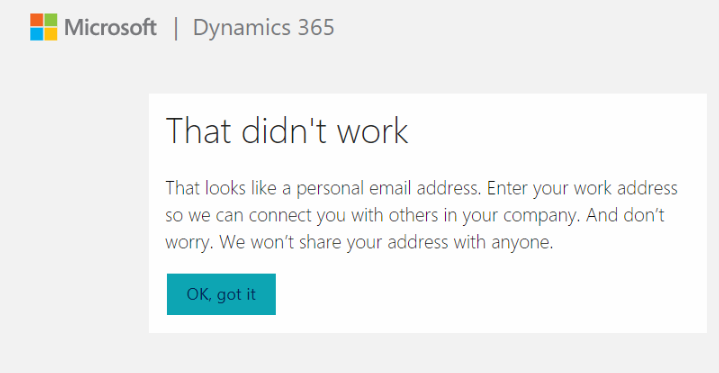 Microsoft | Dynamics 365
That didn't work
That looks like a personal email address. Enter your work address
so we can connect you with others in your company. And don't
worry. We won't share your address with anyone.
OK, got it